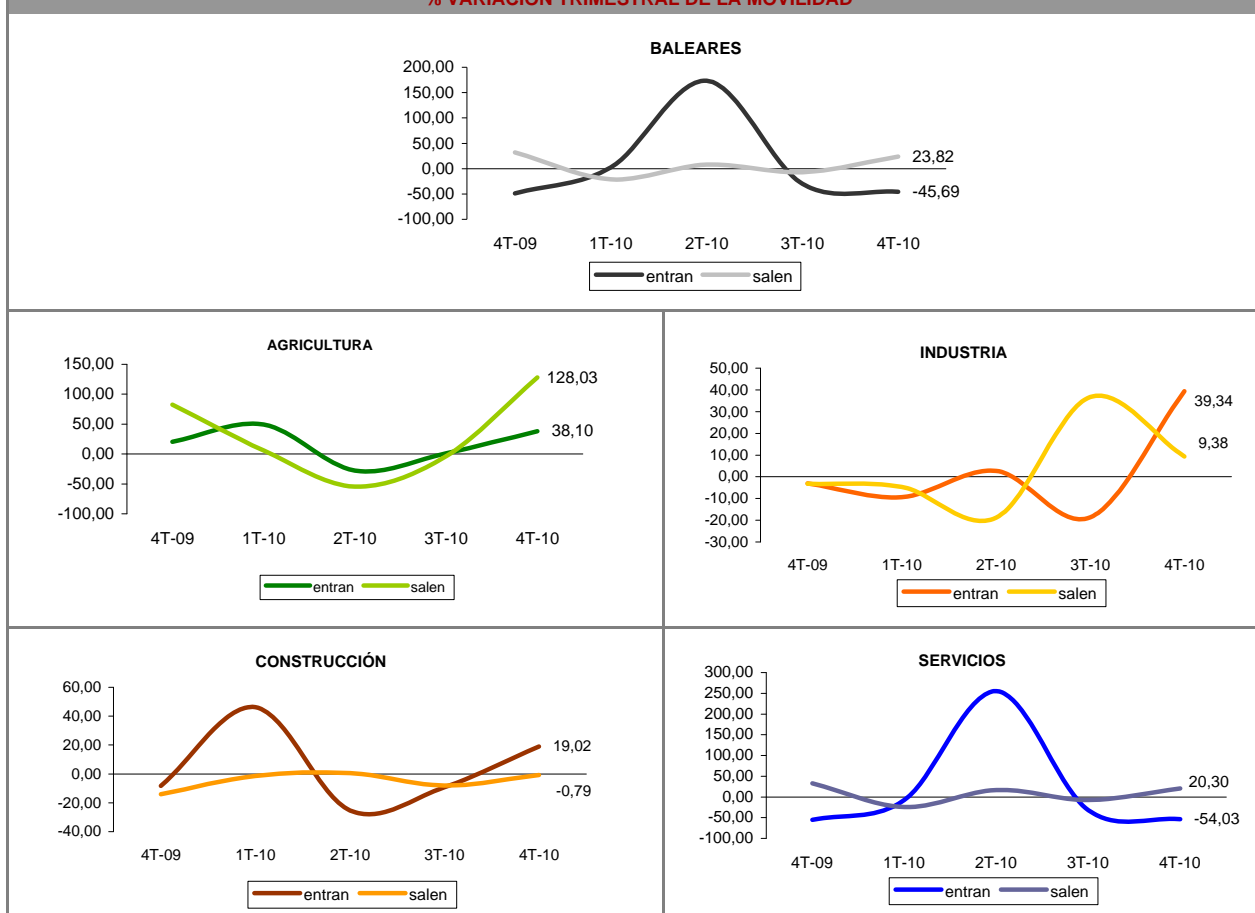 % VARIACIÓN TRIMESTRAL DE LA MOVILIDAD
BALEARES
200,00
150,00
100,00
50,00
0,00
-50,00
-100,00
23,82
-45,69
4T-09 1T-10 2T-10 3T-10 4T-10
entran salen
AGRICULTURA
150,00
100,00
50,00
0,00
-50,00
-100,00
128,03
38,10
4T-09 1T-10 2T-10 3T-10 4T-10
entran salen
INDUSTRIA
50,00
40,00
30,00
20,00
10,00
0,00
-10,00
-20,00
-30,00
39,34
9,38
4T-09 1T-10 2T-10 3T-10 4T-10
entran salen
CONSTRUCCIÓN
60,00
40,00
20,00
0,00
-20,00
-40,00
19,02
-0,79
4T-09 1T-10 2T-10 3T-10 4T-10
entran salen
SERVICIOS
300,00
250,00
200,00
150,00
100,00
50,00
0,00
-50,00
-100,00
20,30
-54,03
4T-09 1T-10 2T-10 3T-10 4T-10
entran salen